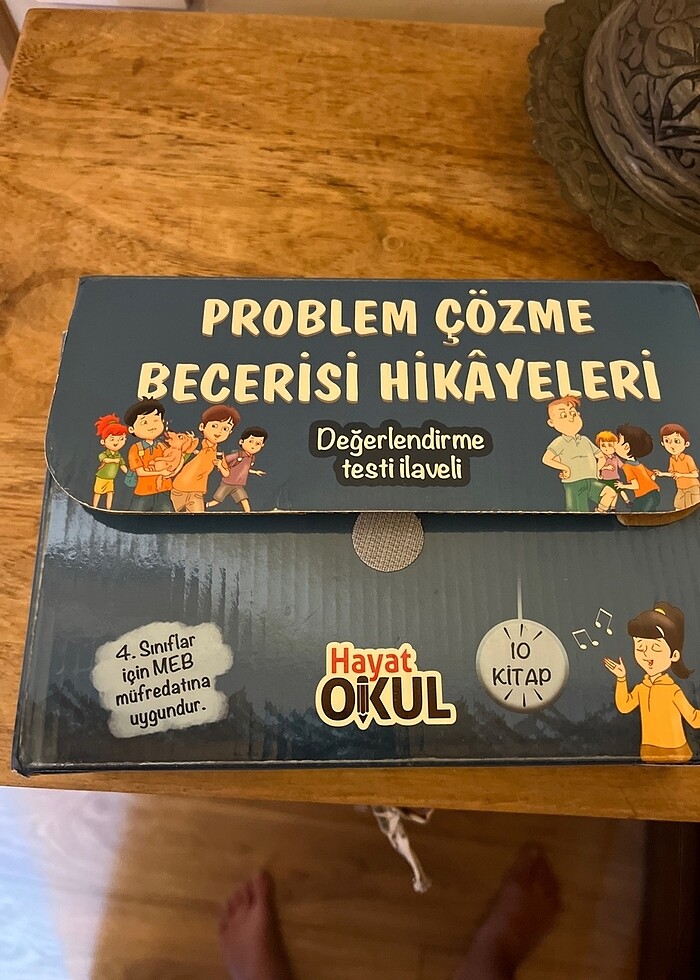 PROBLEM ÇÖZME
BECERİSİ HİKÂYELERİ
Değerlendirme
testi ilaveli
4. Sınıflar
için MEB
müfredatına
uygundur.
Hayat
OKUL
10
KİTAP